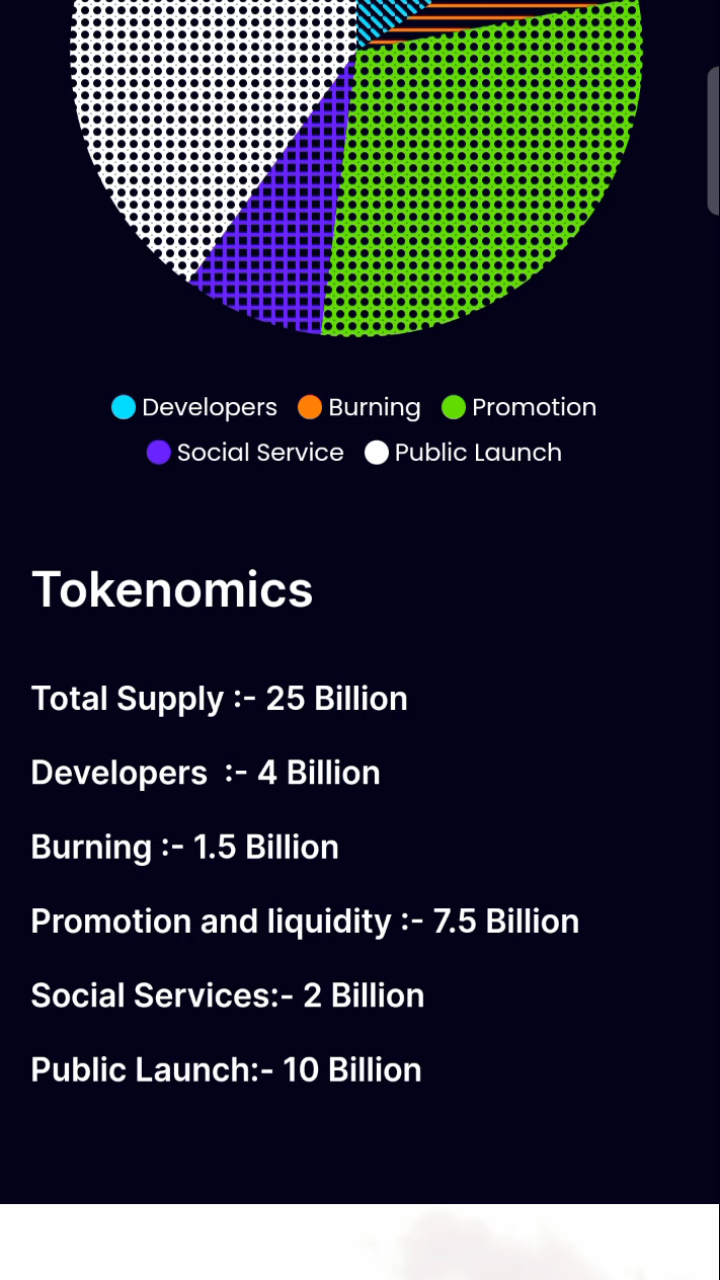 Developers Burning Promotion
Social Service Public Launch
Tokenomics
Total Supply :- 25 Billion
Developers  :- 4 Billion
Burning :- 1.5 Billion
Promotion and liquidity :- 7.5 Billion
Social Services:- 2 Billion
Public Launch:- 10 Billion